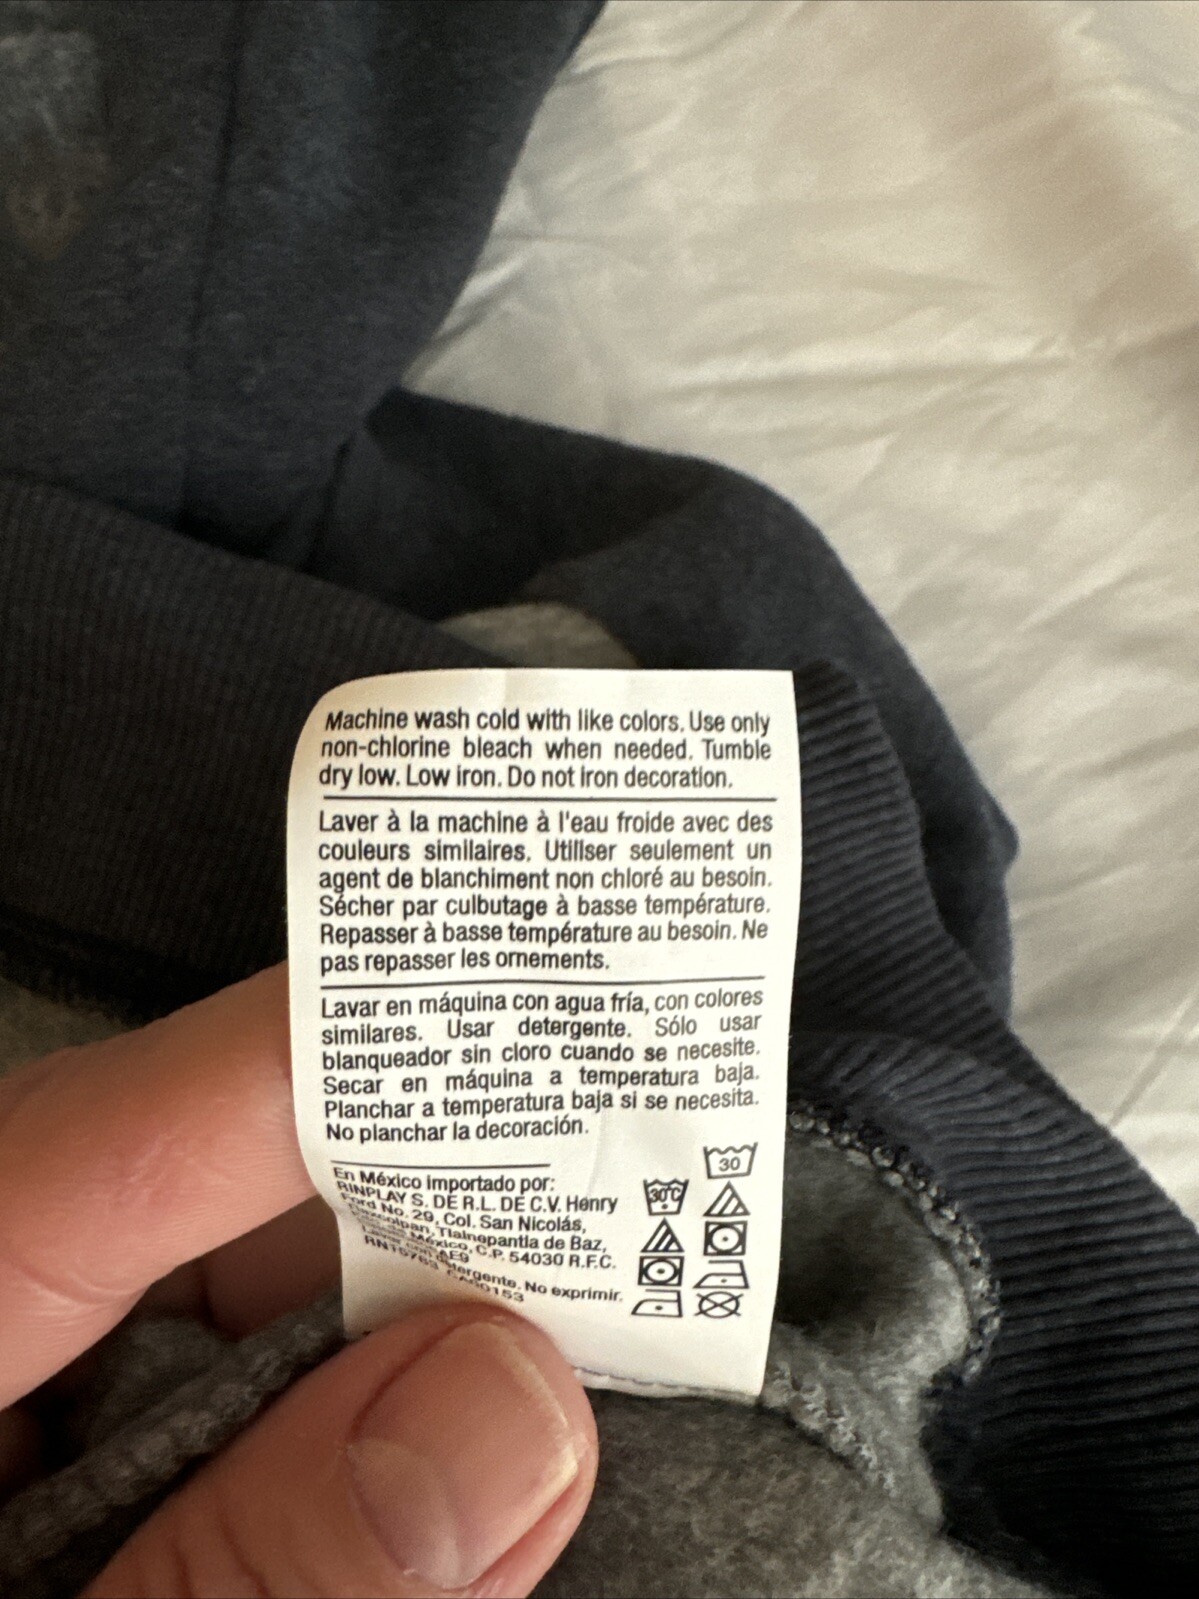 Machine wash cold with like colors. Use only
non-chlorine bleach when needed. Tumble
dry low. Low iron. Do not iron decoration.
Laver à la machine à l'eau froide avec des
couleurs similaires. Utiliser seulement un
agent de blanchiment non chloré au besoin.
Sécher par culbutage à basse température.
Repasser à basse température au besoin. Ne
pas repasser les ornements.
Lavar en máquina con agua fría, con colores
similares. Usar detergente. Sólo usar
blanqueador sin cloro cuando se necesite.
Secar en máquina a temperatura baja.
Planchar a temperatura baja si se necesita.
No planchar la decoración.
En México importado por:
RINPLAY S. DE R.L. DE C.V. Henry
Ford No. 29, Col. San Nicolás,
Tlalnepantla de Baz,
México, C.P. 54030 R.F.C.
No exprimir.
30
30°C